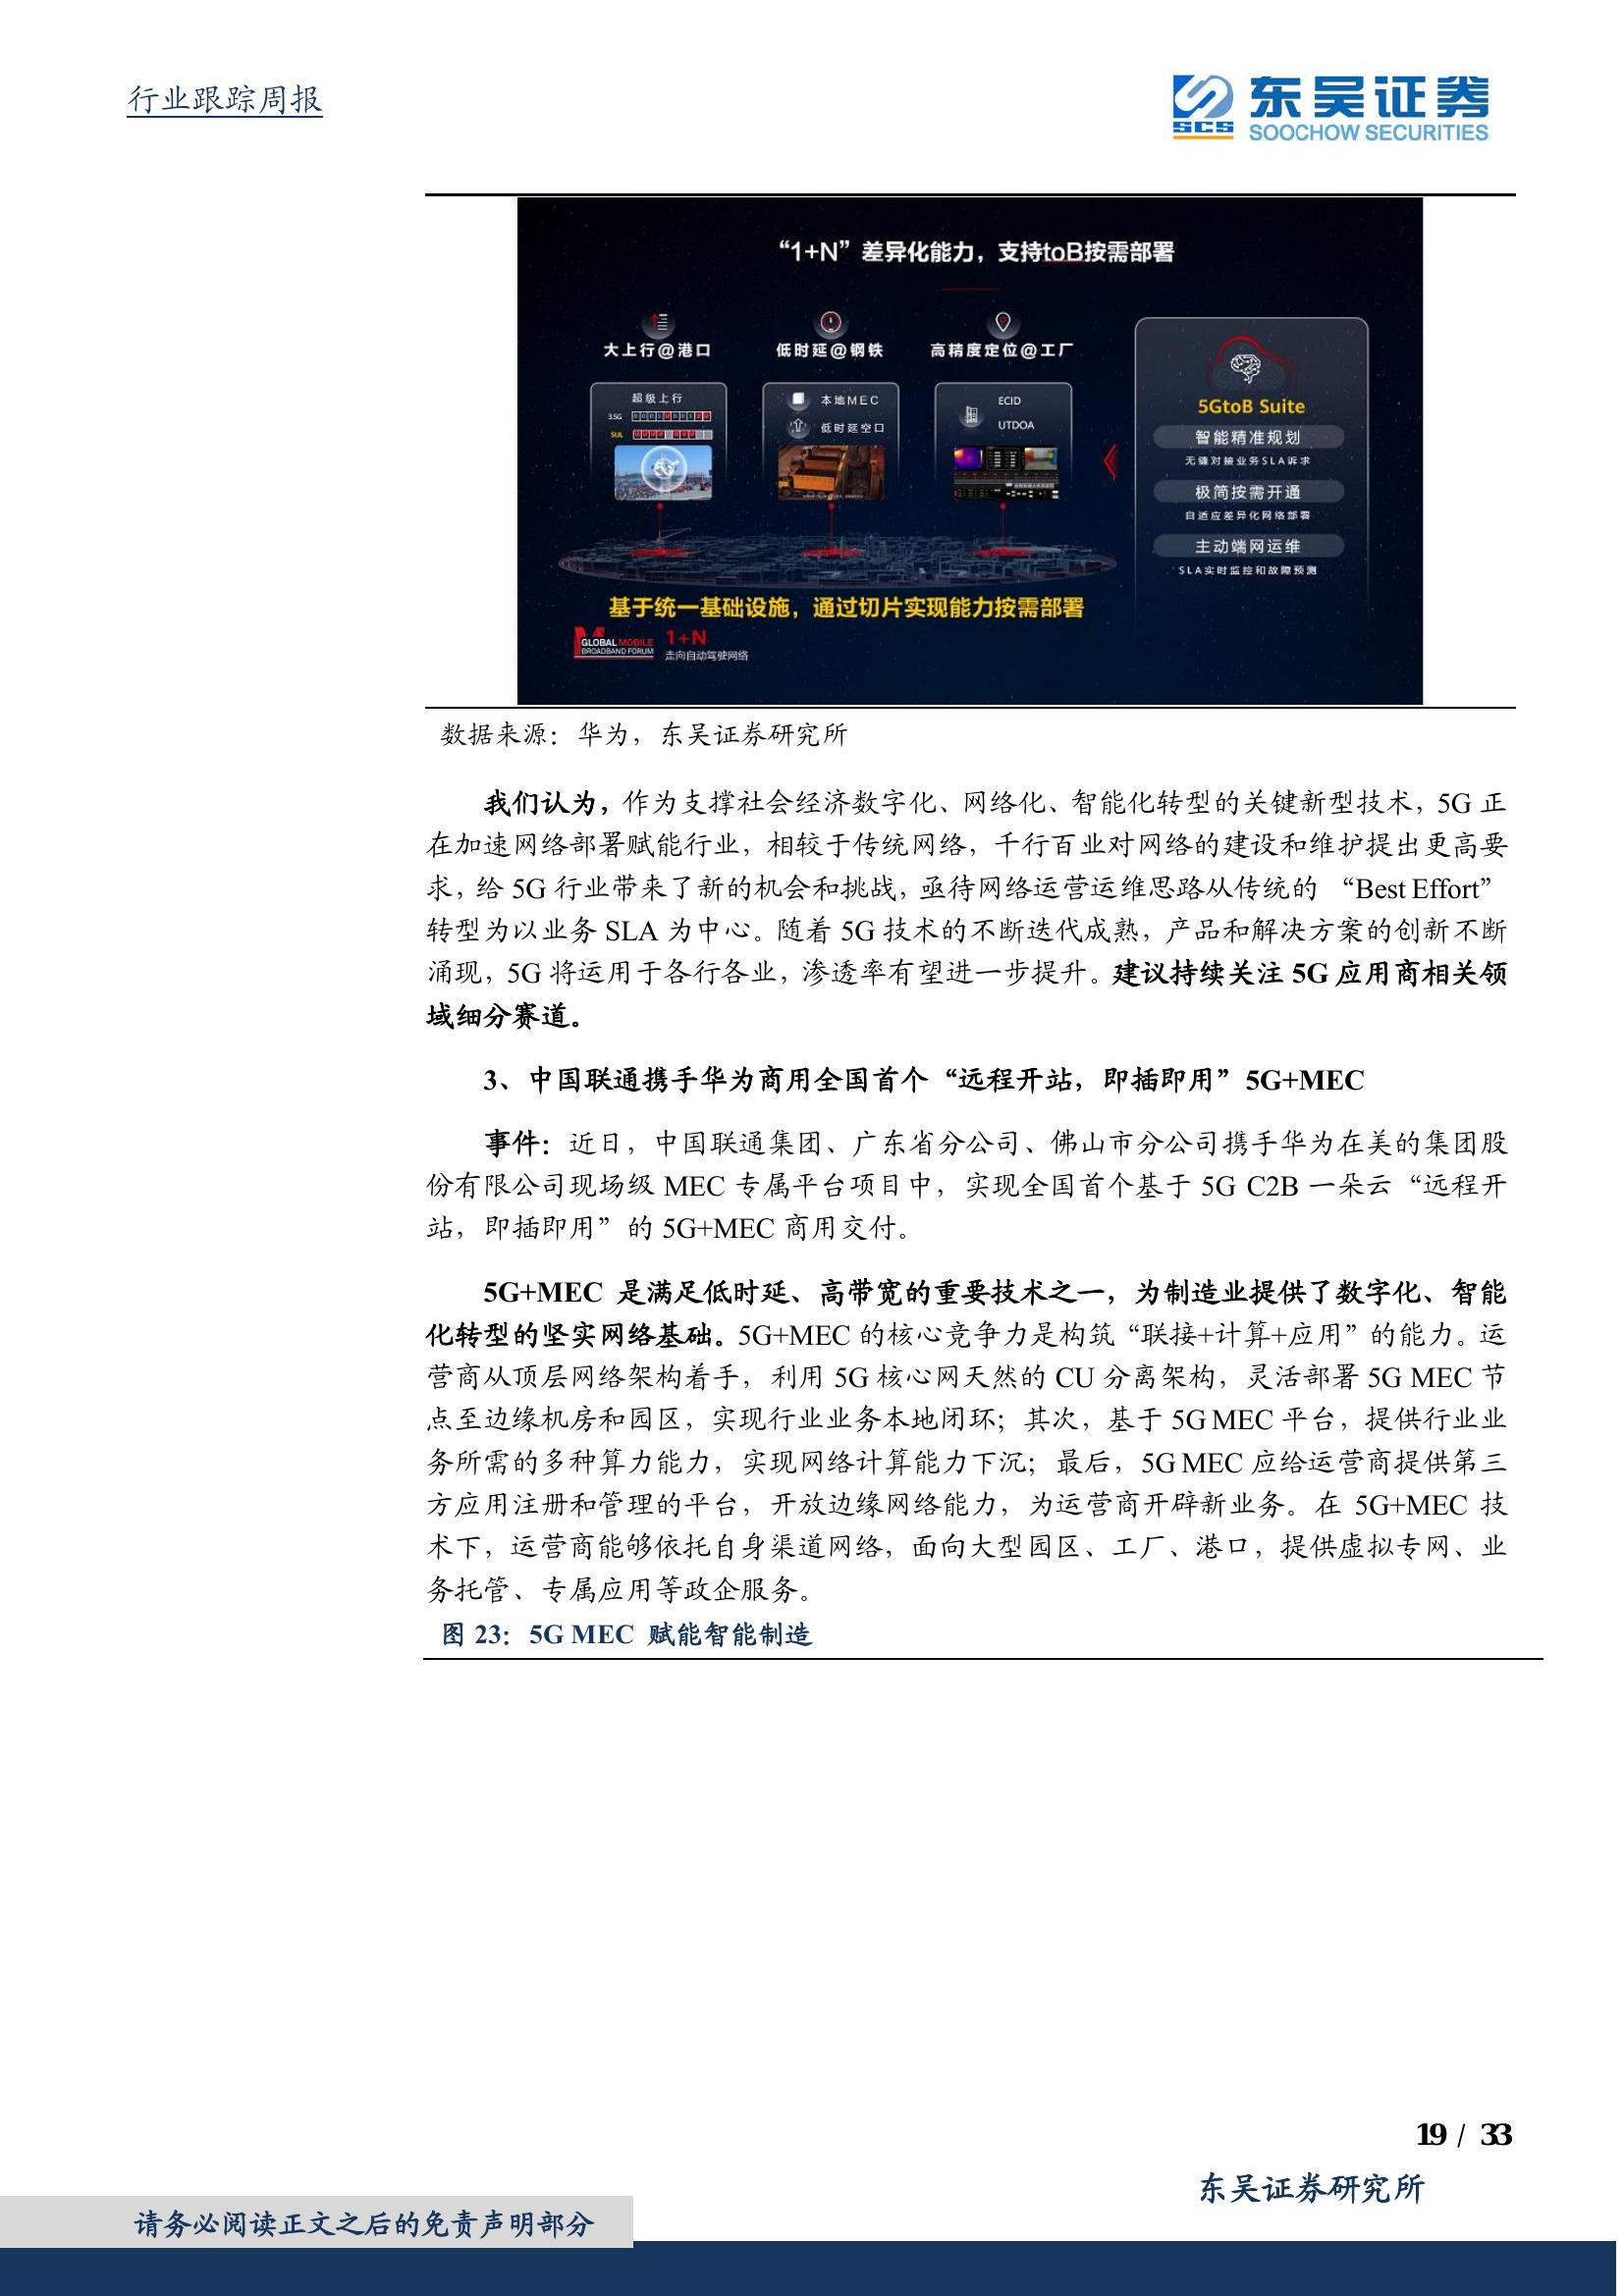 行业跟踪周报
SCS
东吴证券
SOOCHOW SECURITIES
“1+N”差异化能力，支持toB按需部署
大上行@港口
低时延@钢铁
高精度定位@工厂
超级上行
3.5G
SUL
5G
本地MEC
低时延空口
ECID
UTDOA
5GtoB Suite
智能精准规划
无缝对接业务SLA诉求
极简按需开通
自适应差异化网络部署
主动端网运维
SLA实时监控和故障预测
基于统一基础设施，通过切片实现能力按需部署
GLOBAL MOBILE
BROADBAND FORUM
1+N
走向自动驾驶网络
数据来源：华为，东吴证券研究所
我们认为，作为支撑社会经济数字化、网络化、智能化转型的关键新型技术，5G 正
在加速网络部署赋能行业，相较于传统网络，千行百业对网络的建设和维护提出更高要
求，给 5G 行业带来了新的机会和挑战，亟待网络运营运维思路从传统的 “Best Effort”
转型为以业务 SLA 为中心。随着 5G 技术的不断迭代成熟，产品和解决方案的创新不断
涌现，5G 将运用于各行各业，渗透率有望进一步提升。建议持续关注 5G 应用商相关领
域细分赛道。
3、中国联通携手华为商用全国首个“远程开站，即插即用”5G+MEC
事件：近日，中国联通集团、广东省分公司、佛山市分公司携手华为在美的集团股
份有限公司现场级 MEC 专属平台项目中，实现全国首个基于 5G C2B 一朵云“远程开
站，即插即用”的 5G+MEC 商用交付。
5G+MEC 是满足低时延、高带宽的重要技术之一，为制造业提供了数字化、智能
化转型的坚实网络基础。5G+MEC 的核心竞争力是构筑“联接+计算+应用”的能力。运
营商从顶层网络架构着手，利用 5G 核心网天然的 CU 分离架构，灵活部署 5G MEC 节
点至边缘机房和园区，实现行业业务本地闭环；其次，基于 5G MEC 平台，提供行业业
务所需的多种算力能力，实现网络计算能力下沉；最后，5G MEC 应给运营商提供第三
方应用注册和管理的平台，开放边缘网络能力，为运营商开辟新业务。在 5G+MEC 技
术下，运营商能够依托自身渠道网络，面向大型园区、工厂、港口，提供虚拟专网、业
务托管、专属应用等政企服务。
图 23：5G MEC 赋能智能制造
19 / 33
东吴证券研究所
请务必阅读正文之后的免责声明部分